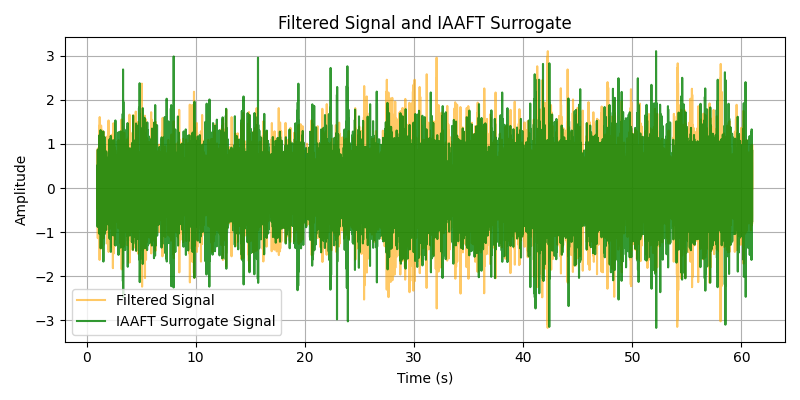 Filtered Signal and IAAFT Surrogate
3
2
1
0
−1
−2
−3
Amplitude
Filtered Signal
IAAFT Surrogate Signal
0 10 20 30 40 50 60
Time (s)